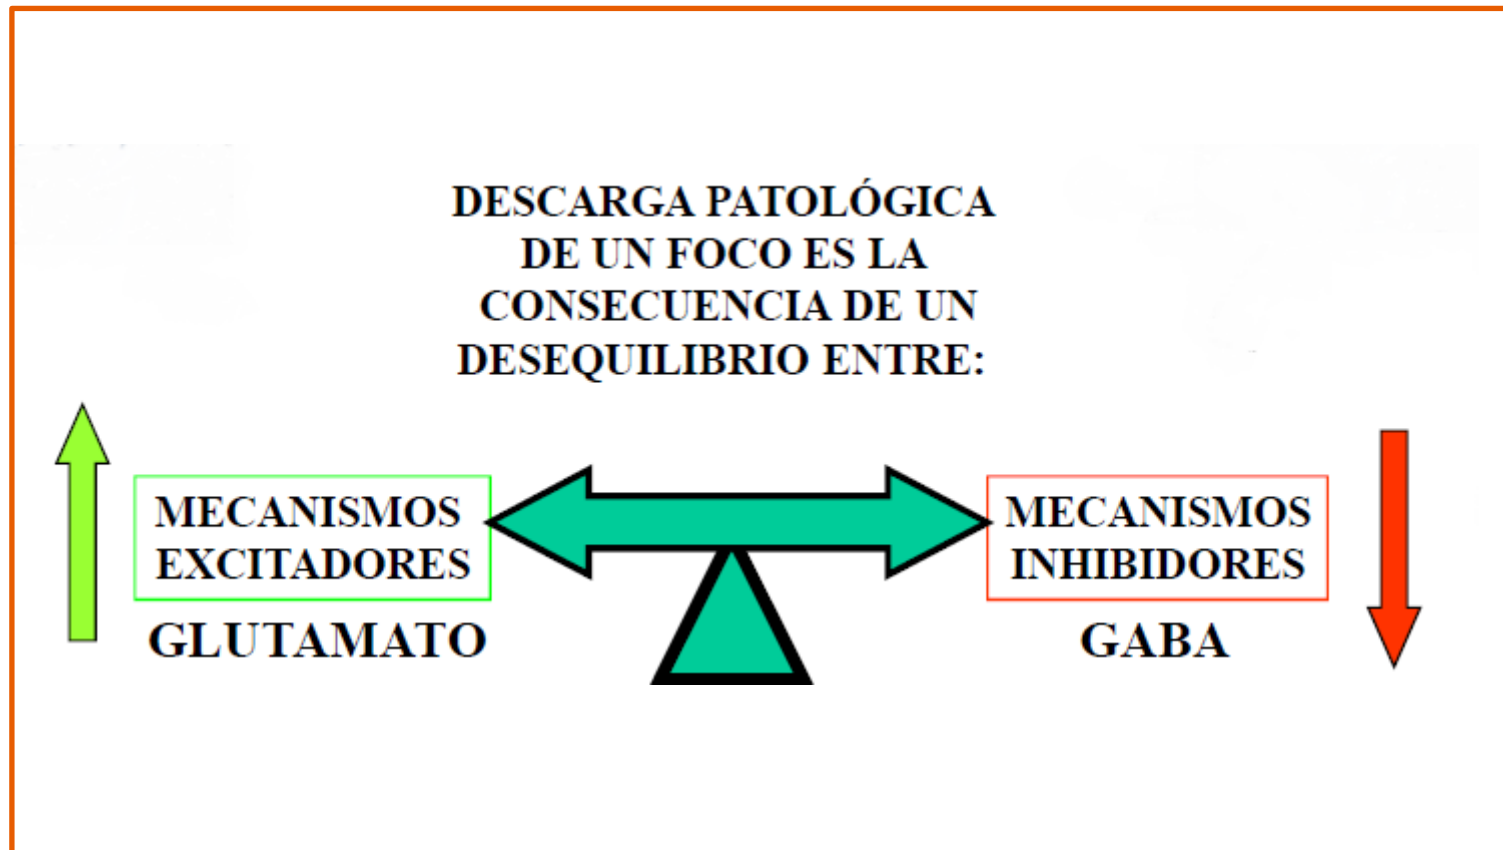 DESCARGA PATOLÓGICA
DE UN FOCO ES LA
CONSECUENCIA DE UN
DESEQUILIBRIO ENTRE:
MECANISMOS
EXCITADORES
GLUTAMATO
MECANISMOS
INHIBIDORES
GABA